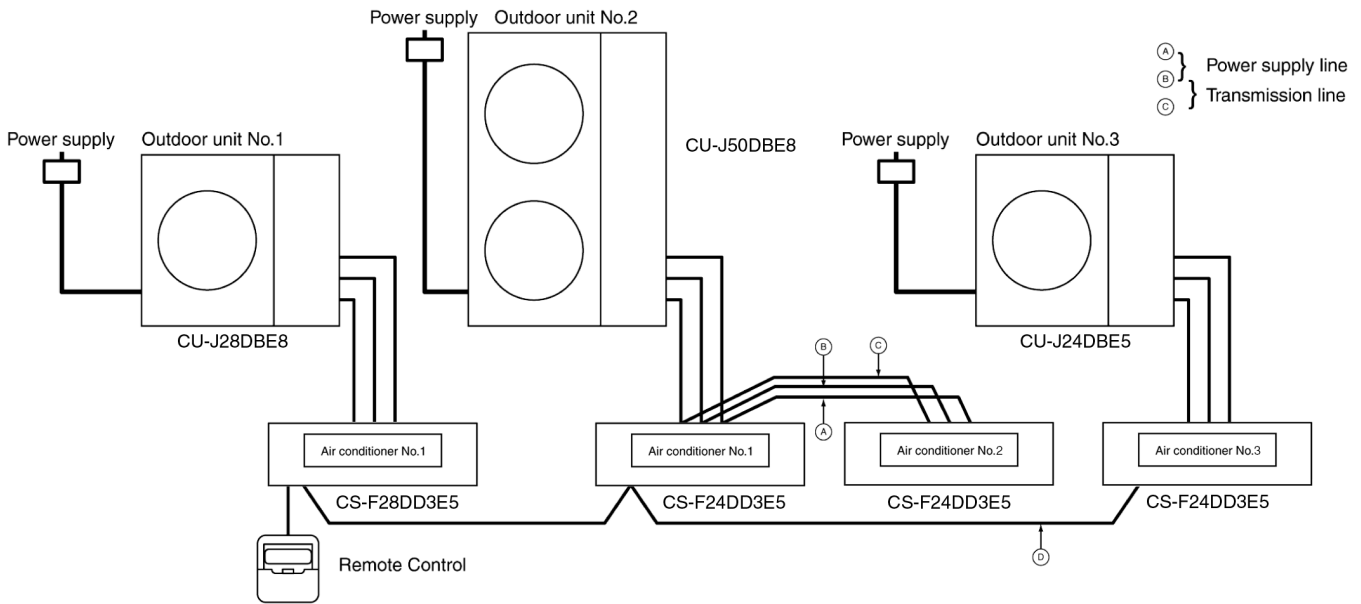 Power supply
Outdoor unit No.2
Ⓐ
Ⓑ
Ⓒ
} Power supply line
} Transmission line
Power supply
Outdoor unit No.1
CU-J50DBE8
Power supply
Outdoor unit No.3
CU-J28DBE8
CU-J24DBE5
Ⓑ
Ⓒ
Ⓐ
Air conditioner No.1
Air conditioner No.1
Air conditioner No.2
Air conditioner No.3
CS-F28DD3E5
CS-F24DD3E5
CS-F24DD3E5
CS-F24DD3E5
Ⓓ
Remote Control